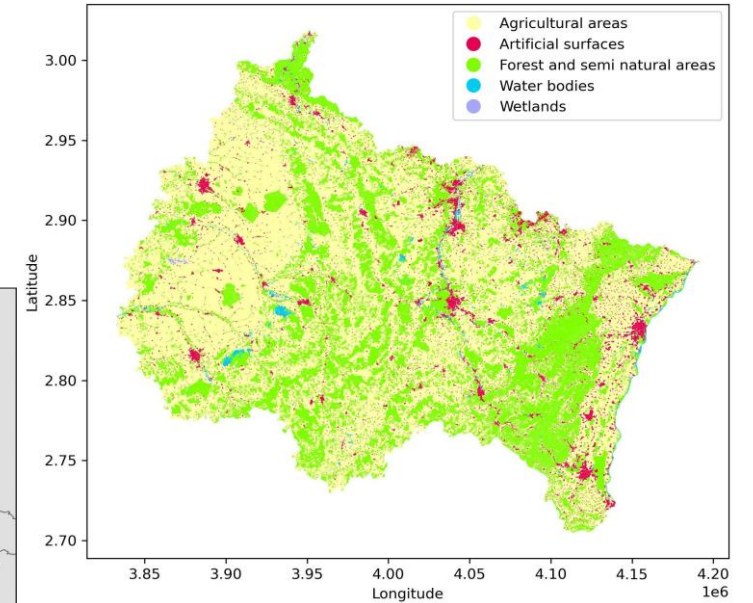 Agricultural areas
Artificial surfaces
Forest and semi natural areas
Water bodies
Wetlands
Latitude
3.00
2.95
2.90
2.85
2.80
2.75
2.70
3.85 3.90 3.95 4.00 4.05 4.10 4.15 4.20
1e6
Longitude